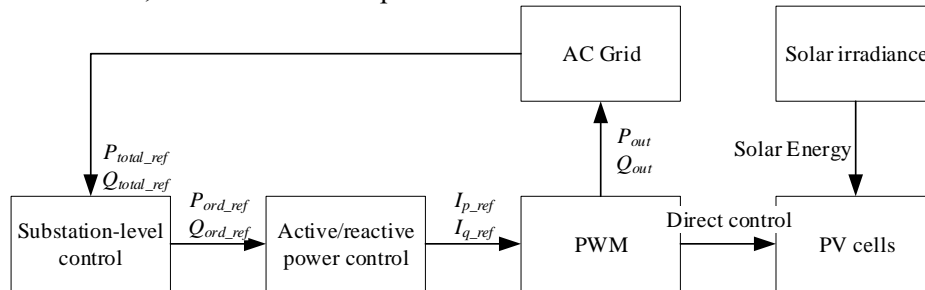 AC Grid
Solar irradiance
P_total_ref
Q_total_ref
P_out
Q_out
Solar Energy
Substation-level
control
P_ord_ref
Q_ord_ref
Active/reactive
power control
I_p_ref
I_q_ref
PWM
Direct control
PV cells